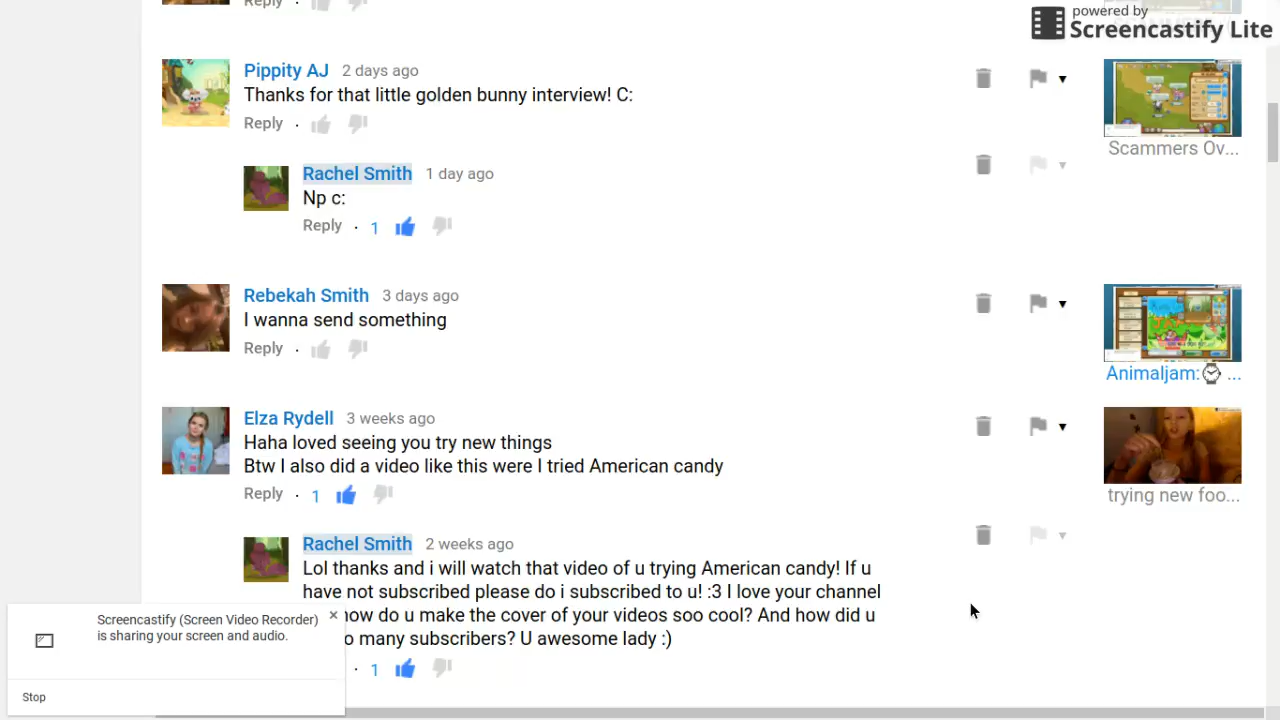 Reply
powered by
Screencastify Lite
Pippity AJ 2 days ago
Thanks for that little golden bunny interview! C:
Reply
Scammers Ov...
Rachel Smith 1 day ago
Np c:
Reply · 1
Rebekah Smith 3 days ago
I wanna send something
Reply
Animaljam:⌚ ...
Elza Rydell 3 weeks ago
Haha loved seeing you try new things
Btw I also did a video like this were I tried American candy
Reply · 1
trying new foo...
Rachel Smith 2 weeks ago
Lol thanks and i will watch that video of u trying American candy! If u
have not subscribed please do i subscribed to u! :3 I love your channel
how do u make the cover of your videos soo cool? And how did u
o many subscribers? U awesome lady :)
· 1
Screencastify (Screen Video Recorder)
is sharing your screen and audio.
Stop